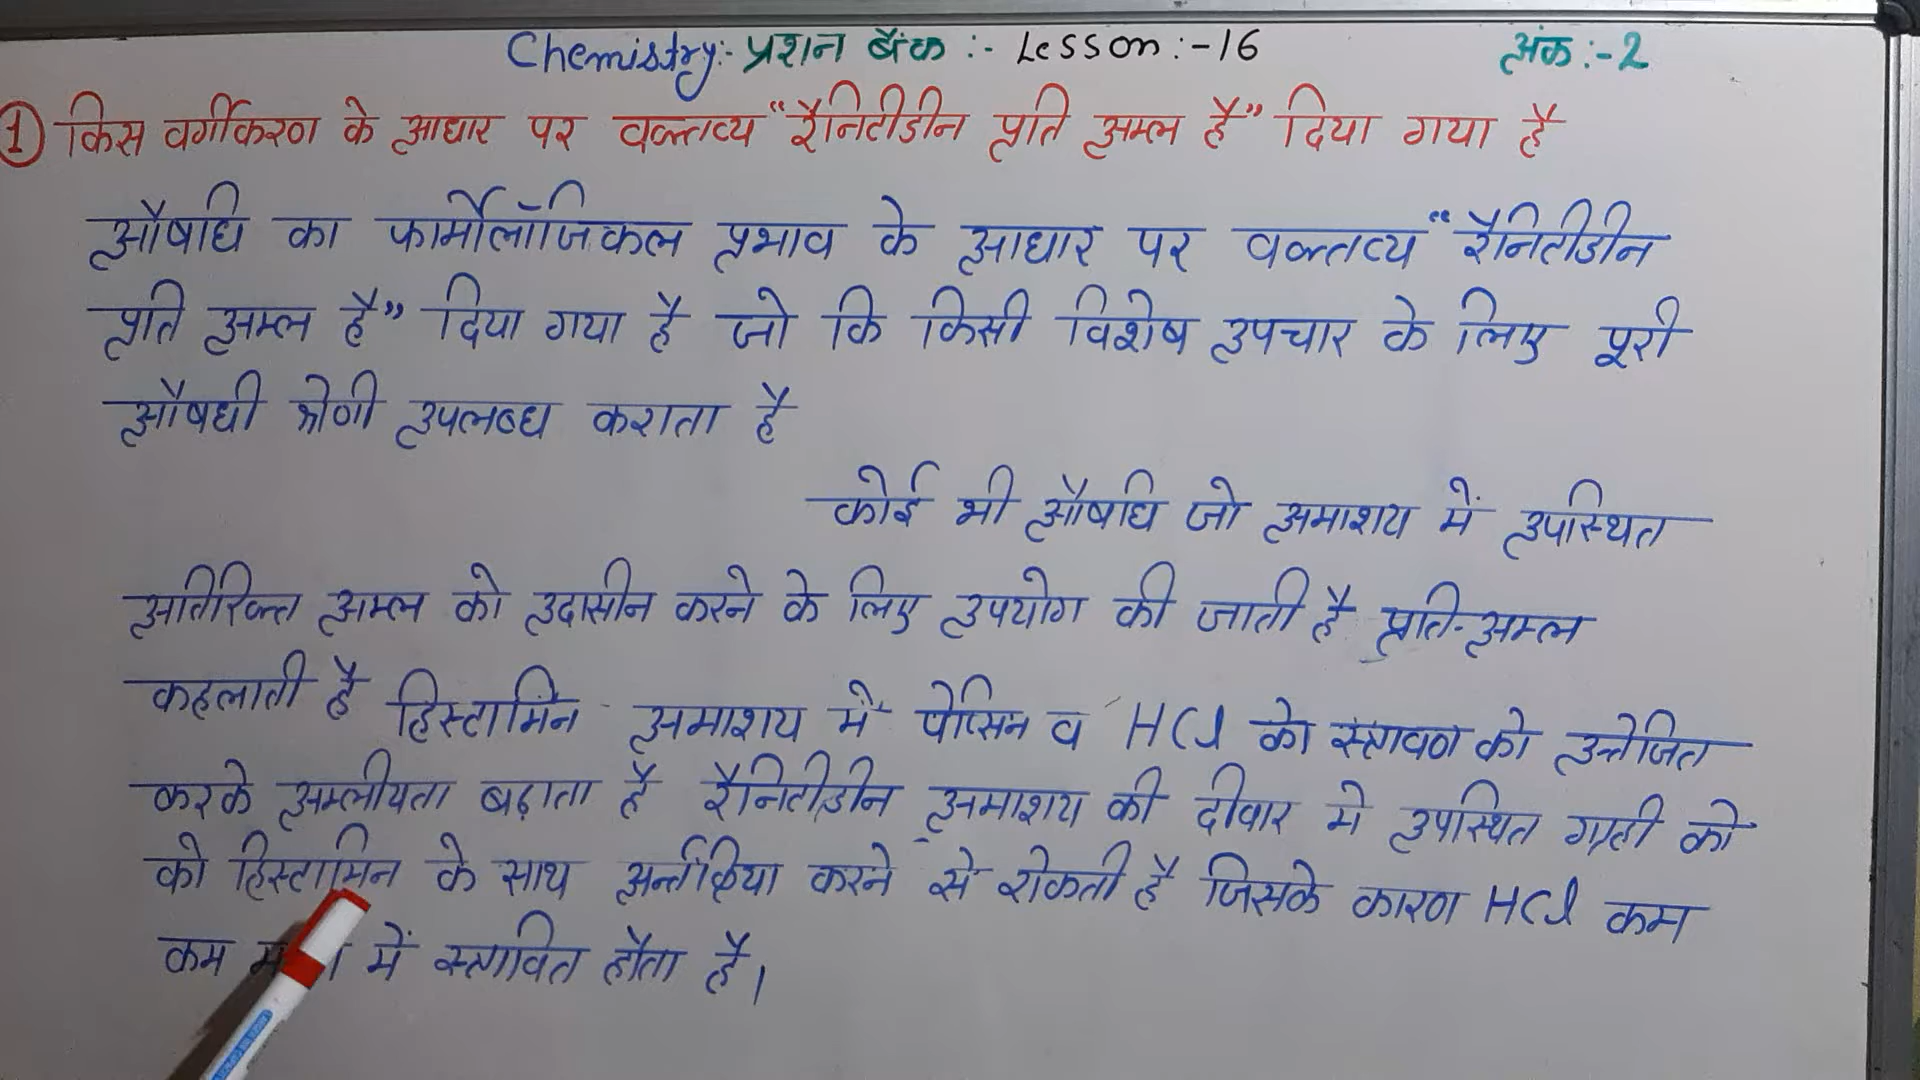 Chemistry:- प्रशन बैंक :- Lesson :-16 अंक :-2
1 किस वर्गीकरण के आधार पर वक्तव्य "रैनिटीडीन प्रति अम्ल है" दिया गया है
औषधि का फार्मोलॉजिकल प्रभाव के आधार पर वक्तव्य "रैनिटीडीन
प्रति अम्ल है" दिया गया है जो कि किसी विशेष उपचार के लिए पूरी
औषधी श्रेणी उपलब्ध कराता है
कोई भी औषधि जो अमाशय में उपस्थित
अतिरिक्त अम्ल को उदासीन करने के लिए उपयोग की जाती है प्रति-अम्ल
कहलाती है हिस्टामिन अमाशय में पेप्सिन व HCl के स्त्रावण को उत्तेजित
करके अम्लीयता बढ़ाता है रैनिटीडीन अमाशय की दीवार मे उपस्थित ग्राही को
को हिस्टामिन के साथ अर्न्तक्रिया करने से रोकती है जिसके कारण HCl कम
कम में स्त्रावित होता है।